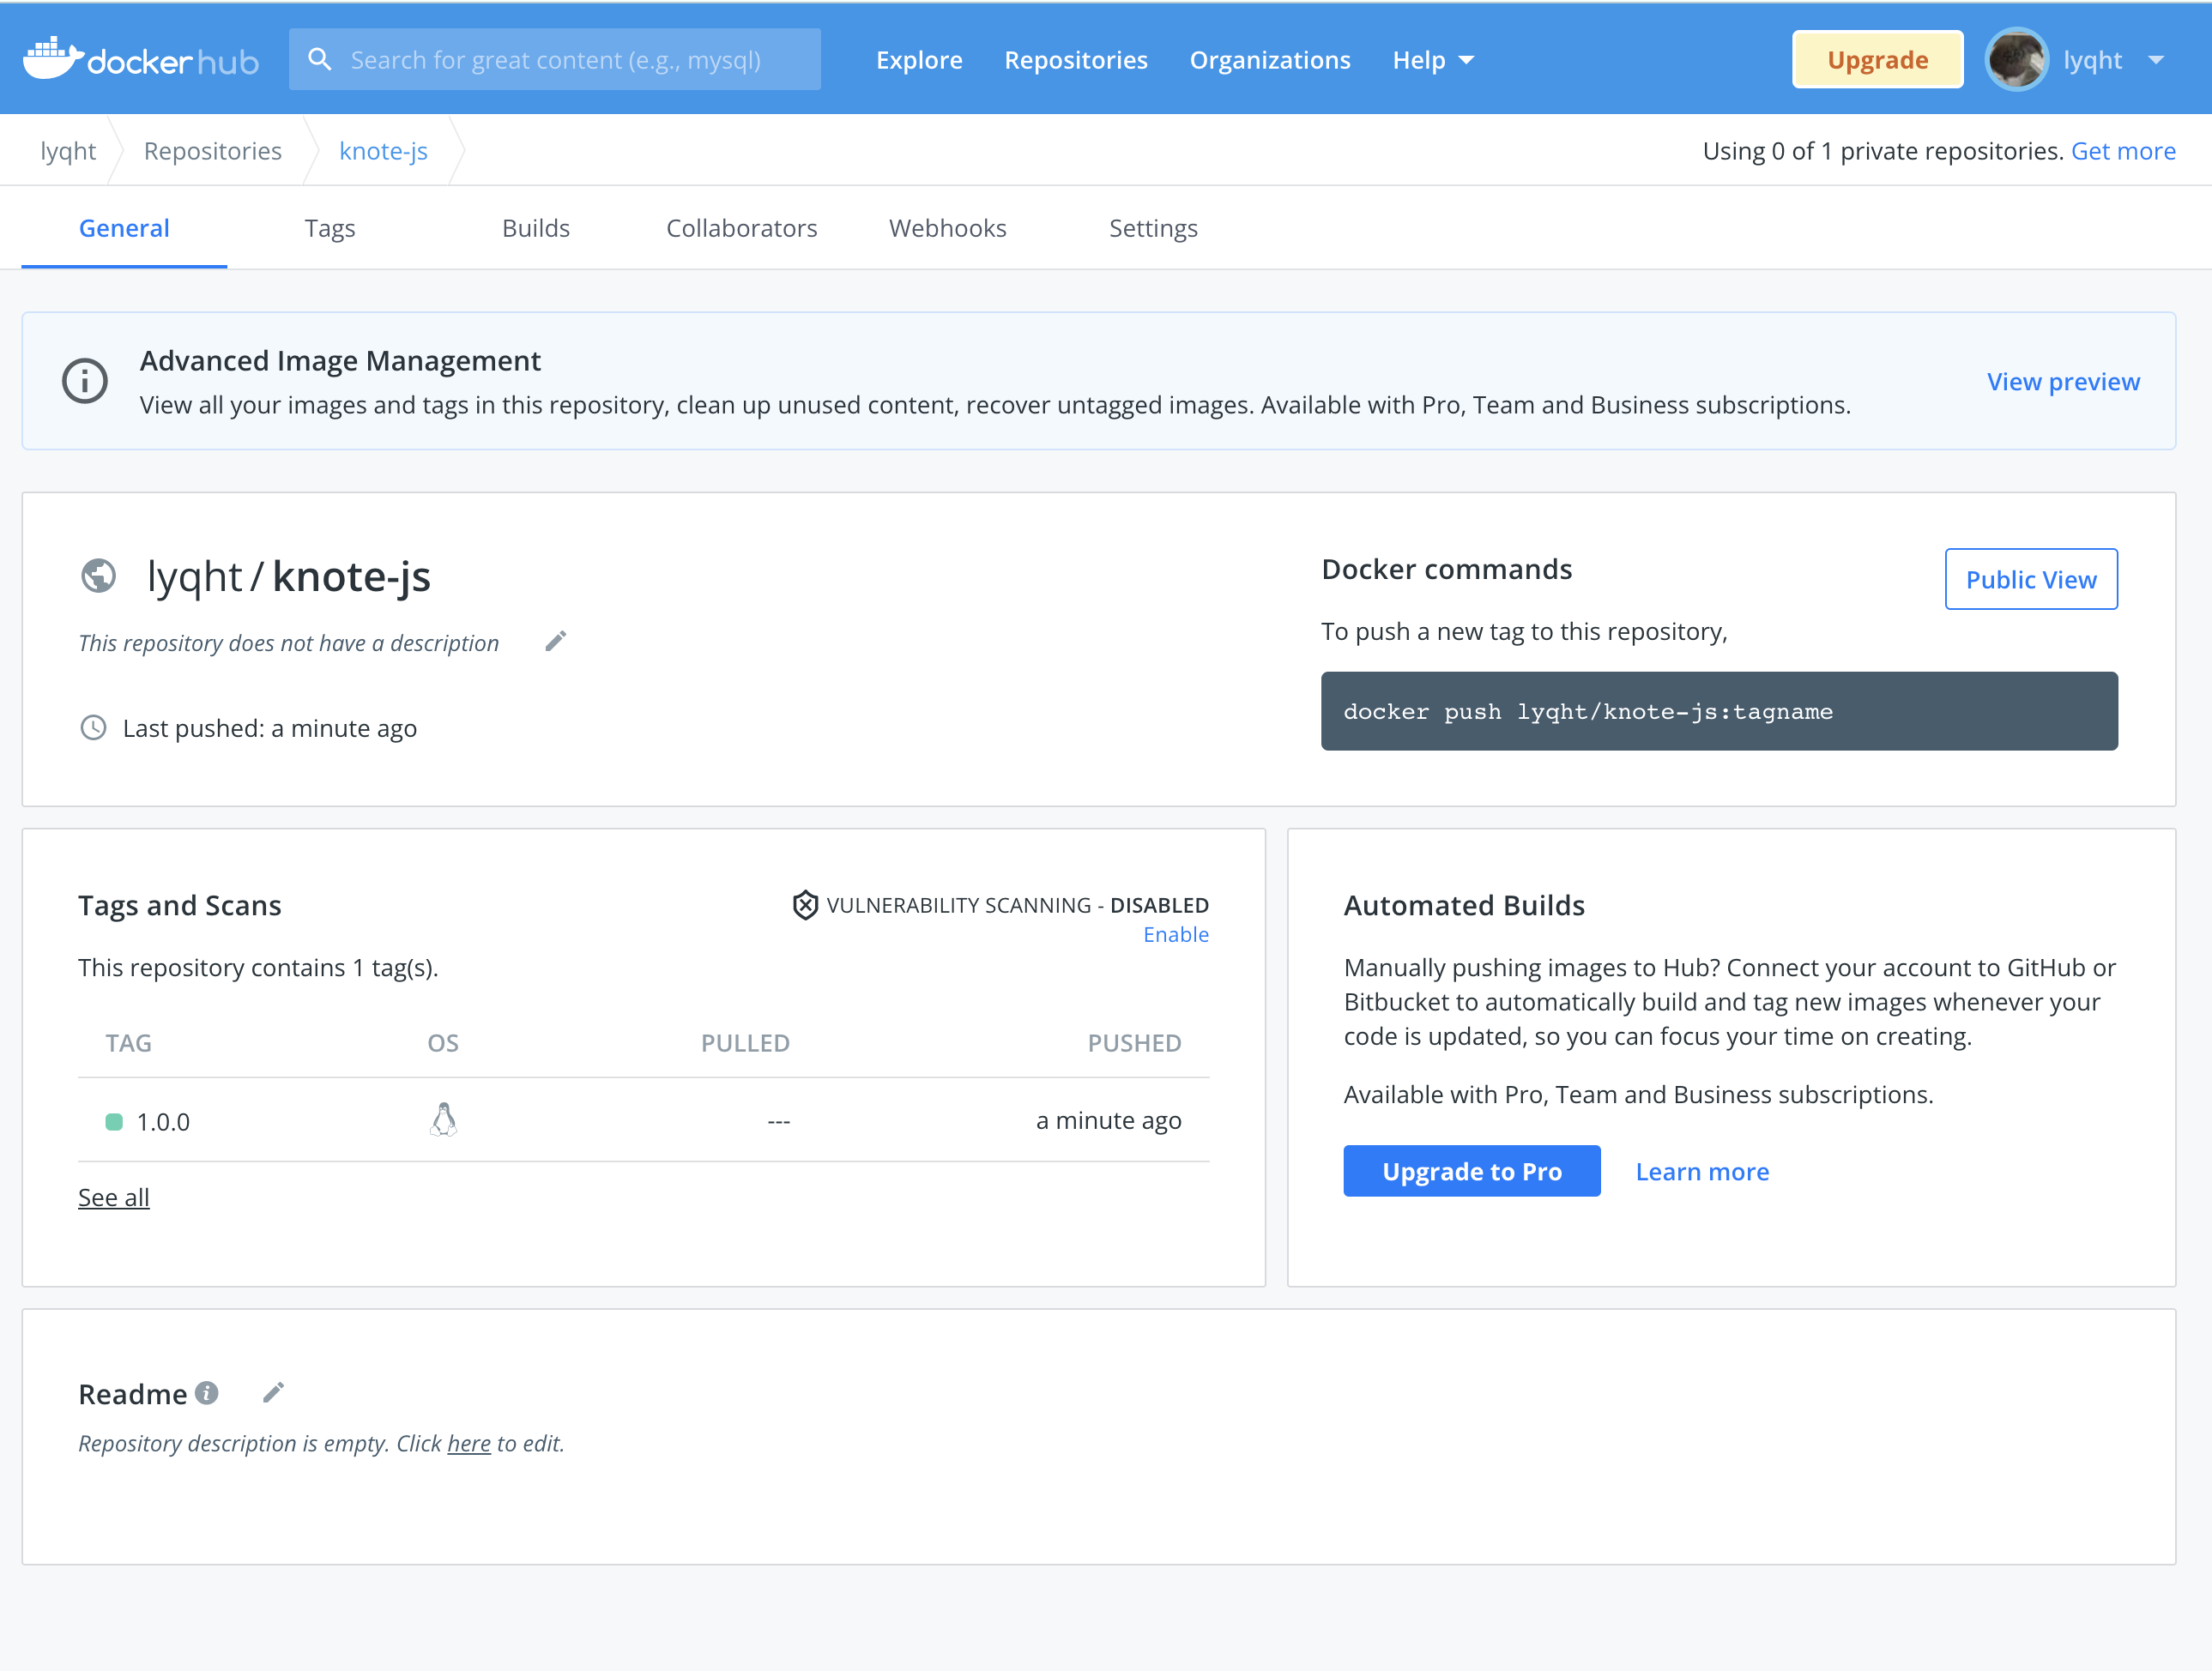 docker hub
Search for great content (e.g., mysql)
Explore
Repositories
Organizations
Help
Upgrade
lyqht
lyqht
Repositories
knote-js
Using 0 of 1 private repositories. Get more
General
Tags
Builds
Collaborators
Webhooks
Settings
Advanced Image Management
View all your images and tags in this repository, clean up unused content, recover untagged images. Available with Pro, Team and Business subscriptions.
View preview
lyqht / knote-js
This repository does not have a description
Last pushed: a minute ago
Docker commands
Public View
To push a new tag to this repository,
docker push lyqht/knote-js:tagname
Tags and Scans
VULNERABILITY SCANNING - DISABLED
Enable
This repository contains 1 tag(s).
TAG OS PULLED PUSHED
1.0.0 --- a minute ago
See all
Automated Builds
Manually pushing images to Hub? Connect your account to GitHub or
Bitbucket to automatically build and tag new images whenever your
code is updated, so you can focus your time on creating.
Available with Pro, Team and Business subscriptions.
Upgrade to Pro
Learn more
Readme
Repository description is empty. Click here to edit.